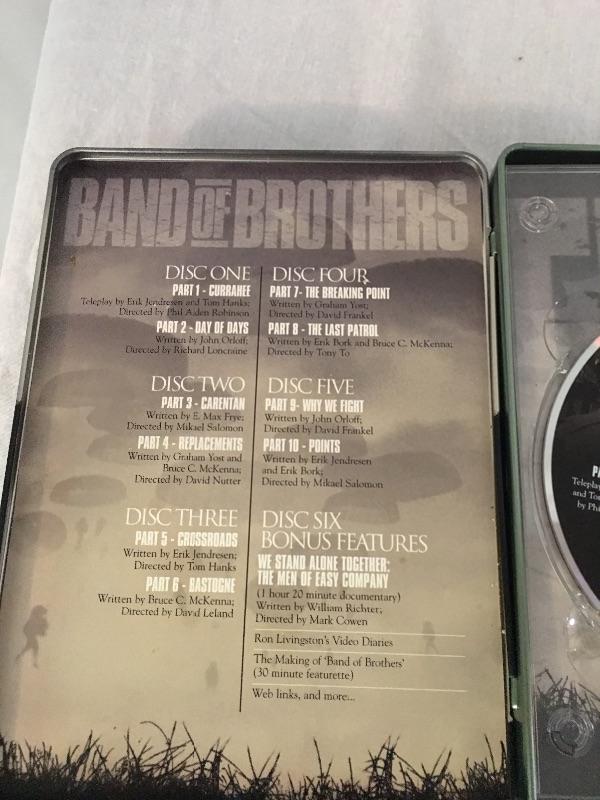 BAND OF BROTHERS
DISC ONE
PART 1 - CURRAHEE
Teleplay by Erik Jendresen and Tom Hanks;
Directed by Phil Alden Robinson
PART 2 - DAY OF DAYS
Written by John Orloff;
Directed by Richard Loncraine
DISC TWO
PART 3 - CARENTAN
Written by E. Max Frye;
Directed by Mikael Salomon
PART 4 - REPLACEMENTS
Written by Graham Yost and
Bruce C. McKenna;
Directed by David Nutter
DISC THREE
PART 5 - CROSSROADS
Written by Erik Jendresen;
Directed by Tom Hanks
PART 6 - BASTOGNE
Written by Bruce C. McKenna;
Directed by David Leland
DISC FOUR
PART 7- THE BREAKING POINT
Written by Graham Yost;
Directed by David Frankel
PART 8 - THE LAST PATROL
Written by Erik Bork and Bruce C. McKenna;
Directed by Tony To
DISC FIVE
PART 9- WHY WE FIGHT
Written by John Orloff;
Directed by David Frankel
PART 10 - POINTS
Written by Erik Jendresen
and Erik Bork;
Directed by Mikael Salomon
DISC SIX
BONUS FEATURES
WE STAND ALONE TOGETHER:
THE MEN OF EASY COMPANY
(1 hour 20 minute documentary)
Written by William Richter;
Directed by Mark Cowen
Ron Livingston's Video Diaries
The Making of 'Band of Brothers'
(30 minute featurette)
Web links, and more...